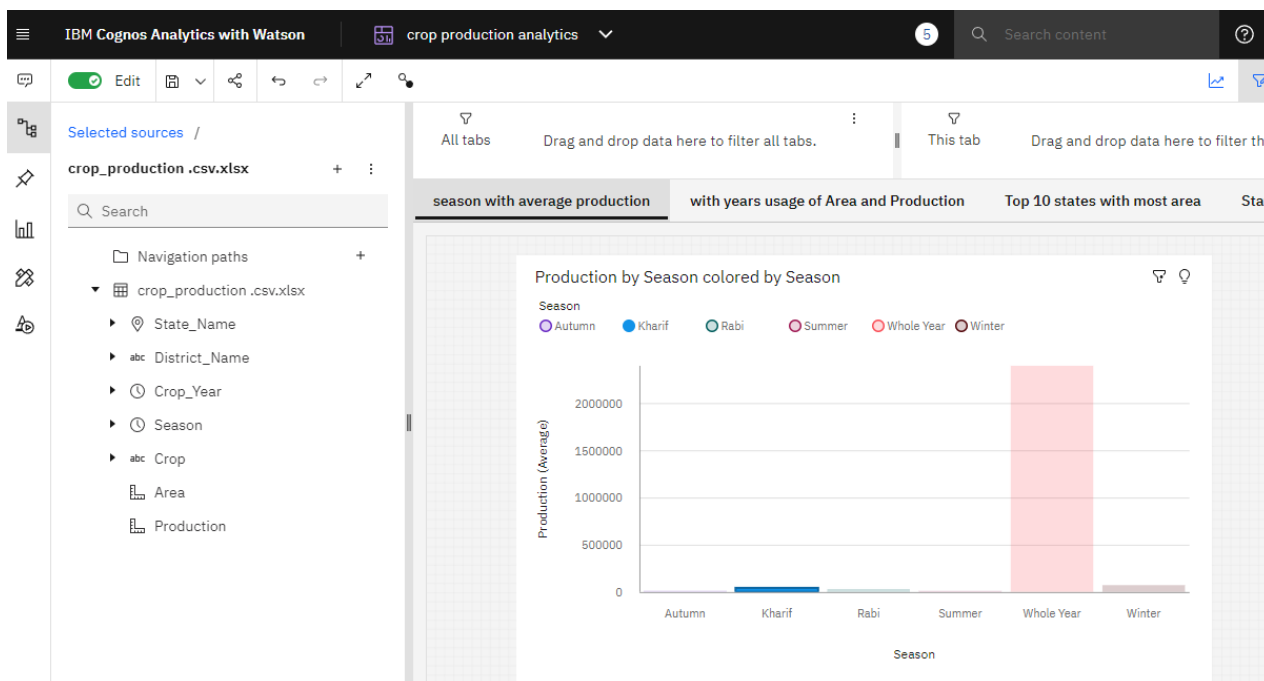 IBM Cognos Analytics with Watson
crop production analytics
5
Search content
Edit
Selected sources /
crop_production .csv.xlsx
Search
Navigation paths
crop_production .csv.xlsx
State_Name
abc District_Name
Crop_Year
Season
abc Crop
Area
Production
All tabs
Drag and drop data here to filter all tabs.
This tab
Drag and drop data here to filter th
season with average production
with years usage of Area and Production
Top 10 states with most area
Sta
Production by Season colored by Season
Season
Autumn Kharif Rabi Summer Whole Year Winter
Production (Average)
2000000
1500000
1000000
500000
0
Autumn Kharif Rabi Summer Whole Year Winter
Season